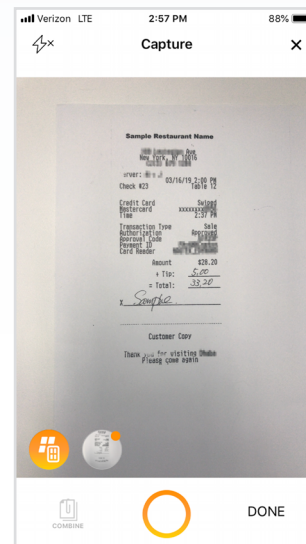 Verizon LTE 2:57 PM 88%
Capture
Sample Restaurant Name
Ave
New York, NY 10016
03/16/19 2:00 PM
Check #23 Table 12
Credit Card Swiped
Mastercard xxxxxxxx
Time 2:37 PM
Transaction Type Sale
Authorization Approved
Approval Code
Payment ID
Card Reader
Amount $28.20
+ Tip: 5.00
= Total: 33.20
x Sample
Customer Copy
Thank you for visiting
Please come again
COMBINE
DONE